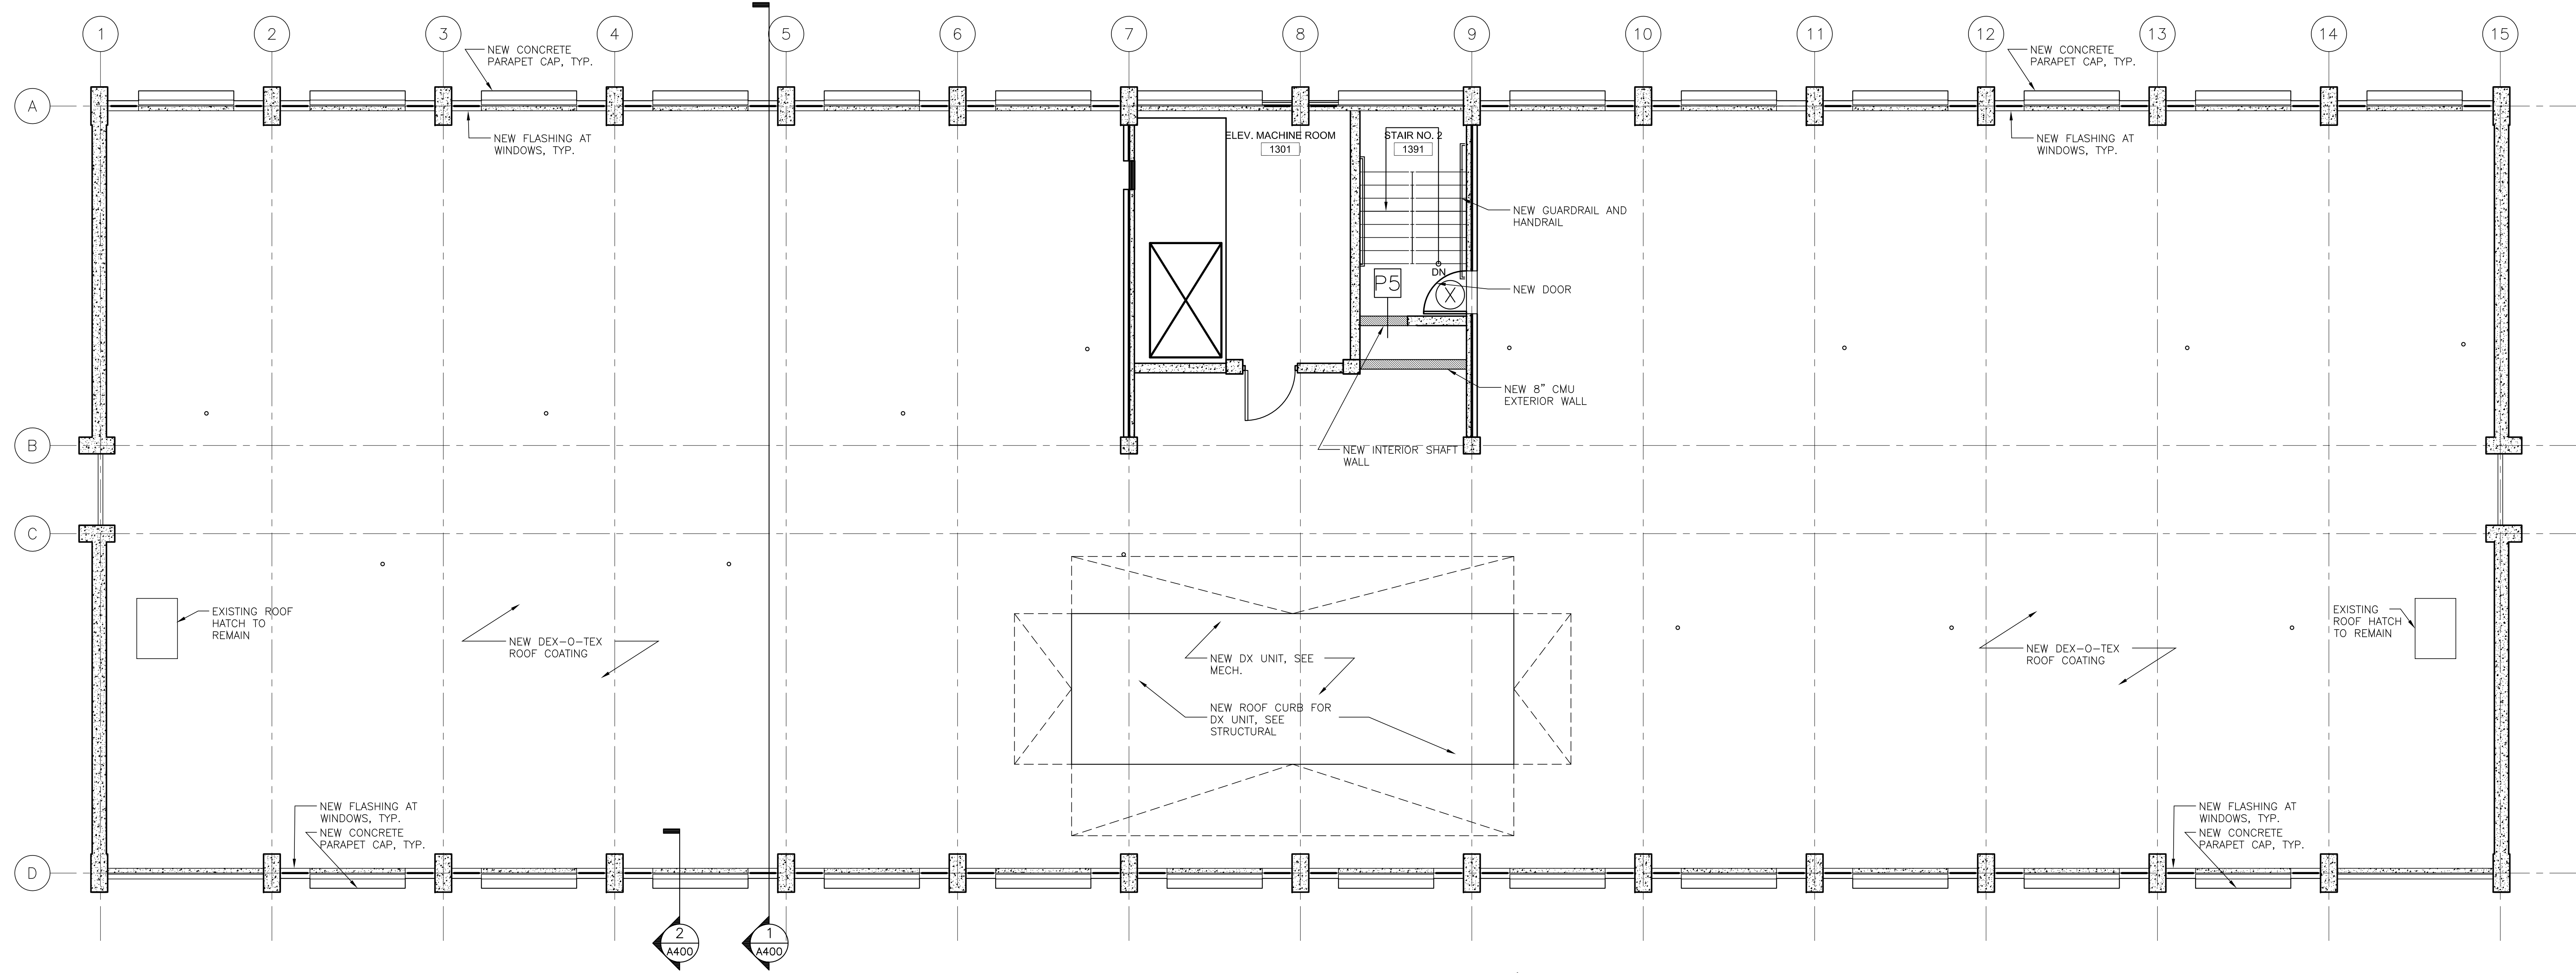 1
2
3
4
5
6
7
8
9
10
11
12
13
14
15
A
B
C
D
NEW CONCRETE
PARAPET CAP, TYP.
NEW FLASHING AT
WINDOWS, TYP.
ELEV. MACHINE ROOM
1301
STAIR NO. 2
1391
NEW CONCRETE
PARAPET CAP, TYP.
NEW FLASHING AT
WINDOWS, TYP.
NEW GUARDRAIL AND
HANDRAIL
DN
P5
X
NEW DOOR
NEW 8" CMU
EXTERIOR WALL
NEW INTERIOR SHAFT
WALL
EXISTING ROOF
HATCH TO
REMAIN
NEW DEX-O-TEX
ROOF COATING
NEW DX UNIT, SEE
MECH.
NEW ROOF CURB FOR
DX UNIT, SEE
STRUCTURAL
NEW DEX-O-TEX
ROOF COATING
EXISTING
ROOF HATCH
TO REMAIN
NEW FLASHING AT
WINDOWS, TYP.
NEW CONCRETE
PARAPET CAP, TYP.
NEW FLASHING AT
WINDOWS, TYP.
NEW CONCRETE
PARAPET CAP, TYP.
2
A400
1
A400